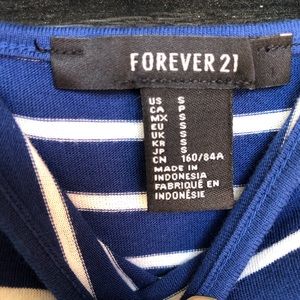 FOREVER 21
US S
CA P
MX S
EU S
UK S
KR S
JP S
CN 160/84A
MADE IN
INDONESIA
FABRIQUÉ EN
INDONÉSIE